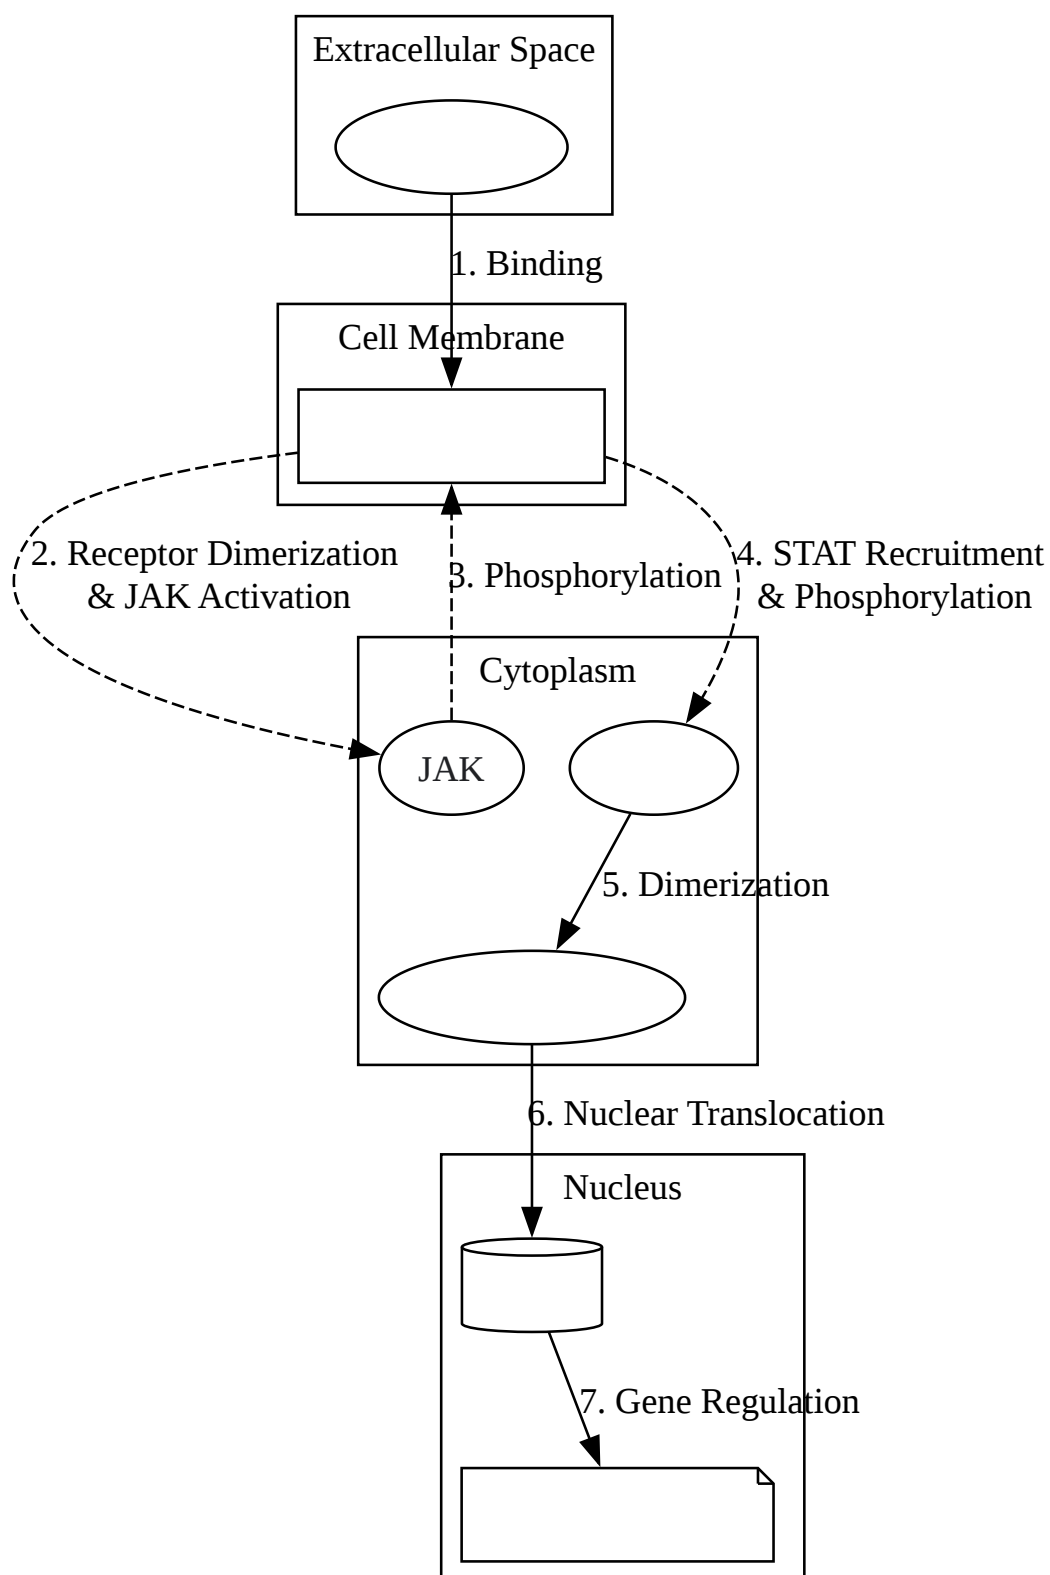 Extracellular Space
1. Binding
Cell Membrane
2. Receptor Dimerization
& JAK Activation
3. Phosphorylation
4. STAT Recruitment
& Phosphorylation
Cytoplasm
JAK
5. Dimerization
6. Nuclear Translocation
Nucleus
7. Gene Regulation